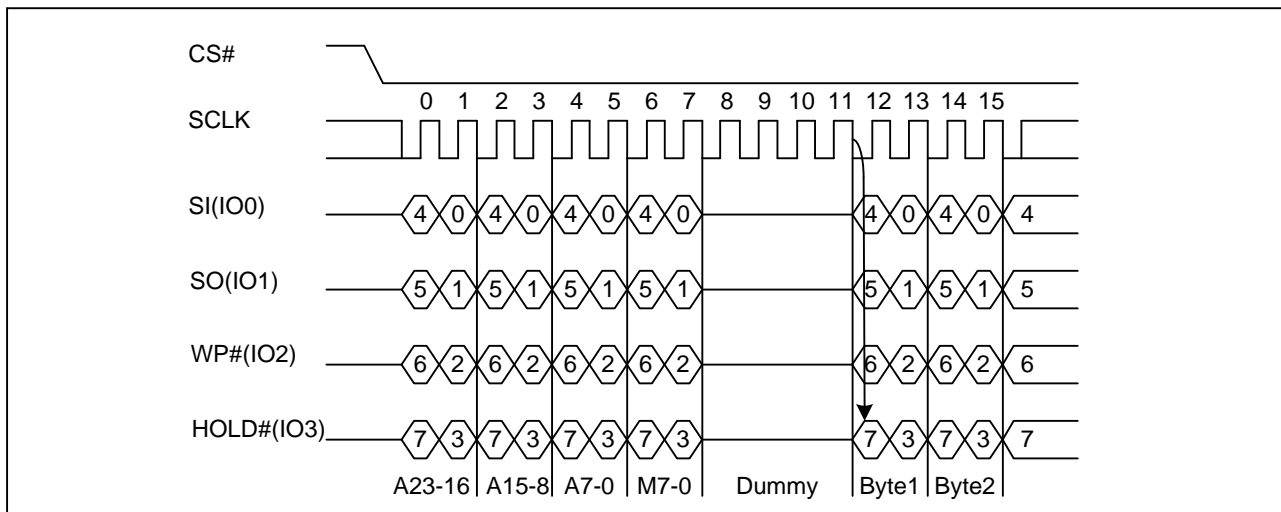 CS#
0 1 2 3 4 5 6 7 8 9 10 11 12 13 14 15
SCLK
SI(IO0) 4 0 4 0 4 0 4 0 4 0 4 0 4
SO(IO1) 5 1 5 1 5 1 5 1 5 1 5 1 5
WP#(IO2) 6 2 6 2 6 2 6 2 6 2 6 2 6
HOLD#(IO3) 7 3 7 3 7 3 7 3 7 3 7 3 7
A23-16 A15-8 A7-0 M7-0 Dummy Byte1 Byte2